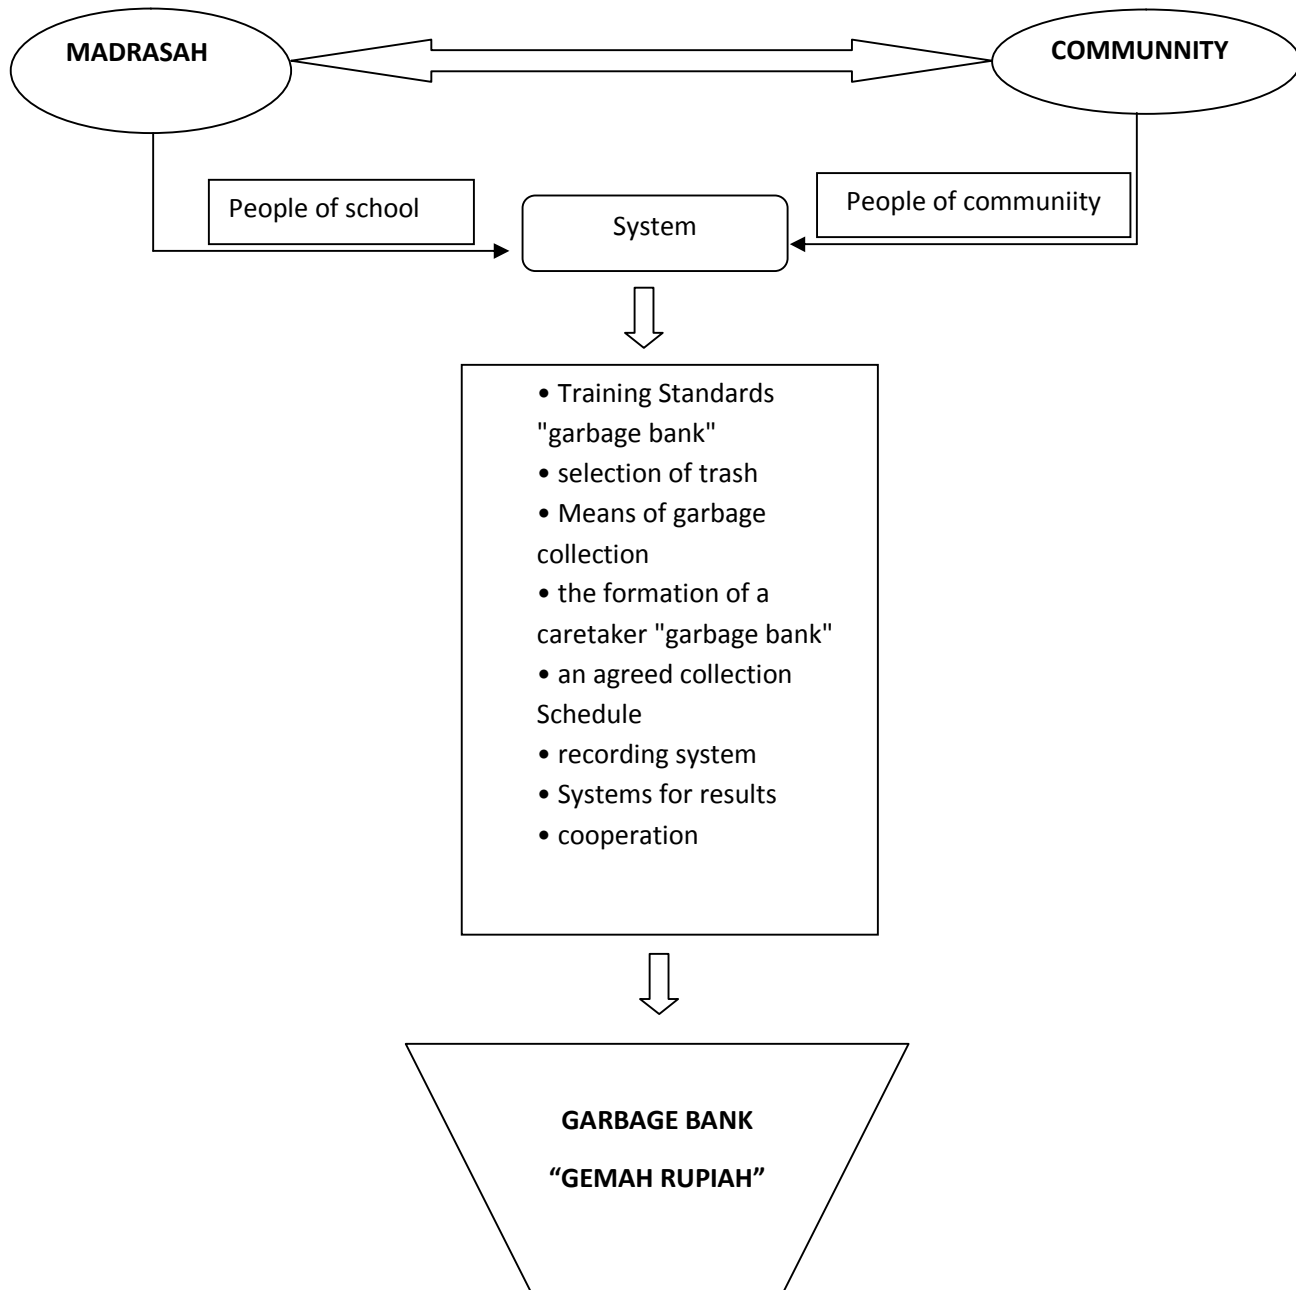 MADRASAH
COMMUNNITY
People of school
System
People of communiity
• Training Standards
"garbage bank"
• selection of trash
• Means of garbage
collection
• the formation of a
caretaker "garbage bank"
• an agreed collection
Schedule
• recording system
• Systems for results
• cooperation
GARBAGE BANK
“GEMAH RUPIAH”